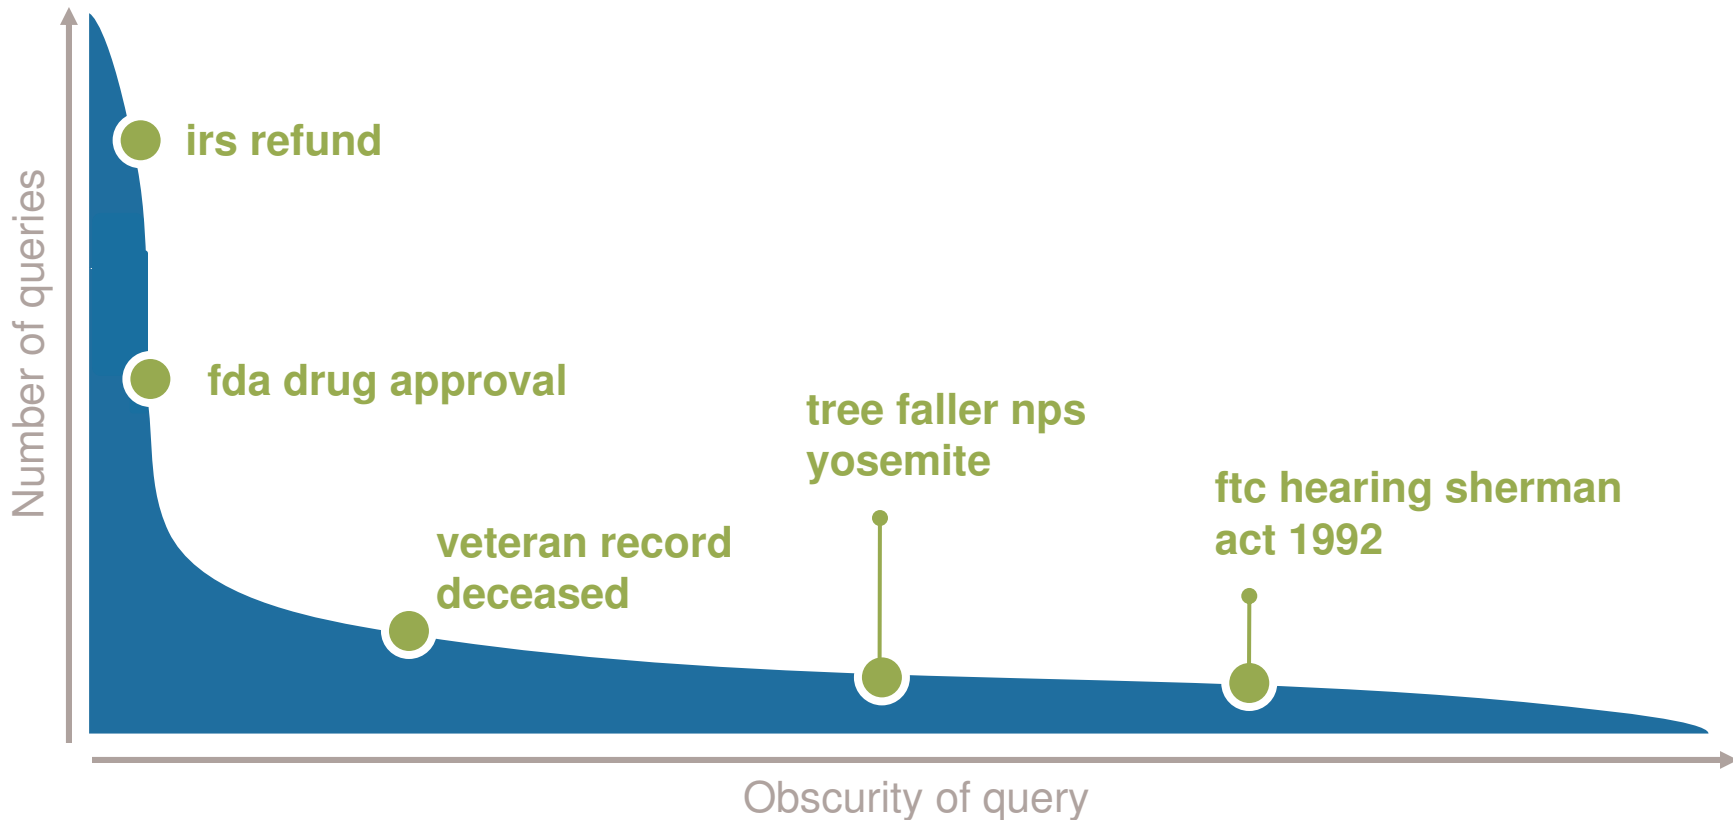 irs refund
Number of queries
fda drug approval
tree faller nps
yosemite
ftc hearing sherman
act 1992
veteran record
deceased
Obscurity of query